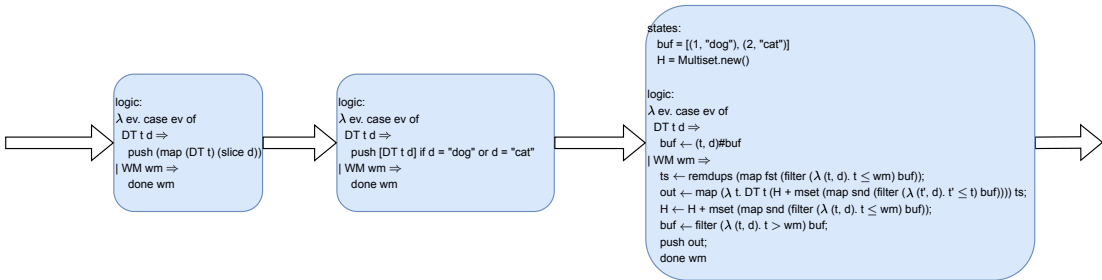 logic:
λ ev. case ev of
DT t d ⇒
push (map (DT t) (slice d))
| WM wm ⇒
done wm
logic:
λ ev. case ev of
DT t d ⇒
push [DT t d] if d = "dog" or d = "cat"
| WM wm ⇒
done wm
states:
buf = [(1, "dog"), (2, "cat")]
H = Multiset.new()
logic:
λ ev. case ev of
DT t d ⇒
buf ← (t, d)#buf
| WM wm ⇒
ts ← remdups (map fst (filter (λ (t, d). t ≤ wm) buf));
out ← map (λ t. DT t (H + mset (map snd (filter (λ (t', d). t' ≤ t) buf)))) ts;
H ← H + mset (map snd (filter (λ (t, d). t ≤ wm) buf));
buf ← filter (λ (t, d). t > wm) buf;
push out;
done wm